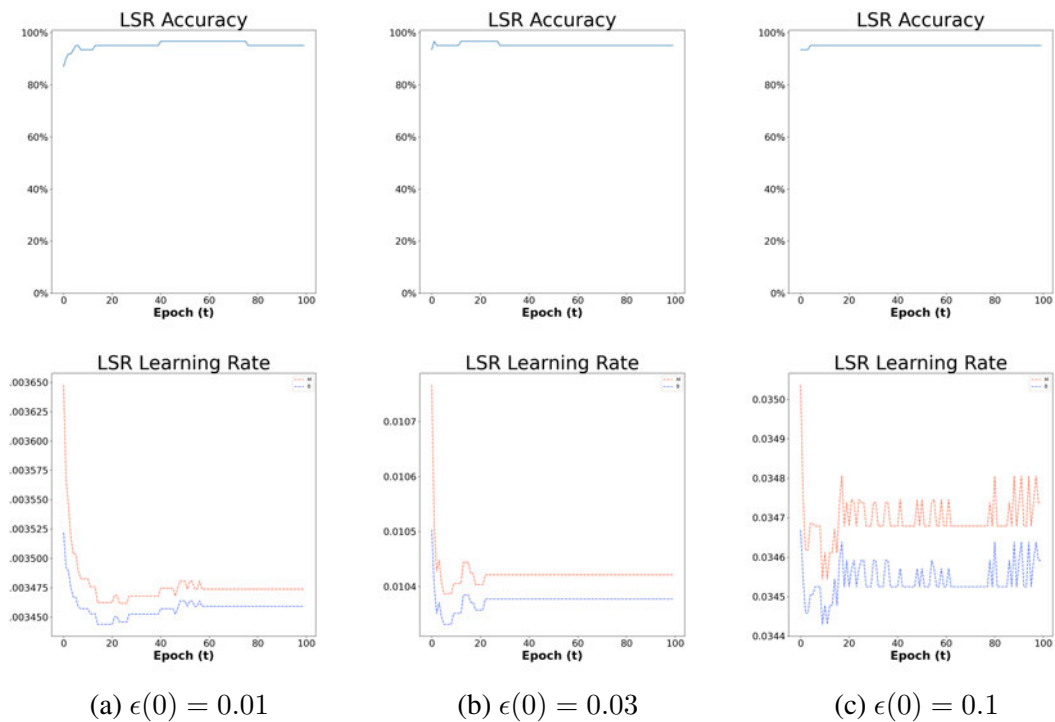 LSR Accuracy
100%
80%
60%
40%
20%
0%
0 20 40 60 80 100
Epoch (t)
LSR Accuracy
100%
80%
60%
40%
20%
0%
0 20 40 60 80 100
Epoch (t)
LSR Accuracy
100%
80%
60%
40%
20%
0%
0 20 40 60 80 100
Epoch (t)
LSR Learning Rate
.003650
.003625
.003600
.003575
.003550
.003525
.003500
.003475
.003450
0 20 40 60 80 100
Epoch (t)
LSR Learning Rate
0.0107
0.0106
0.0105
0.0104
0 20 40 60 80 100
Epoch (t)
LSR Learning Rate
0.0350
0.0349
0.0348
0.0347
0.0346
0.0345
0.0344
0 20 40 60 80 100
Epoch (t)
(a) ϵ(0) = 0.01
(b) ϵ(0) = 0.03
(c) ϵ(0) = 0.1